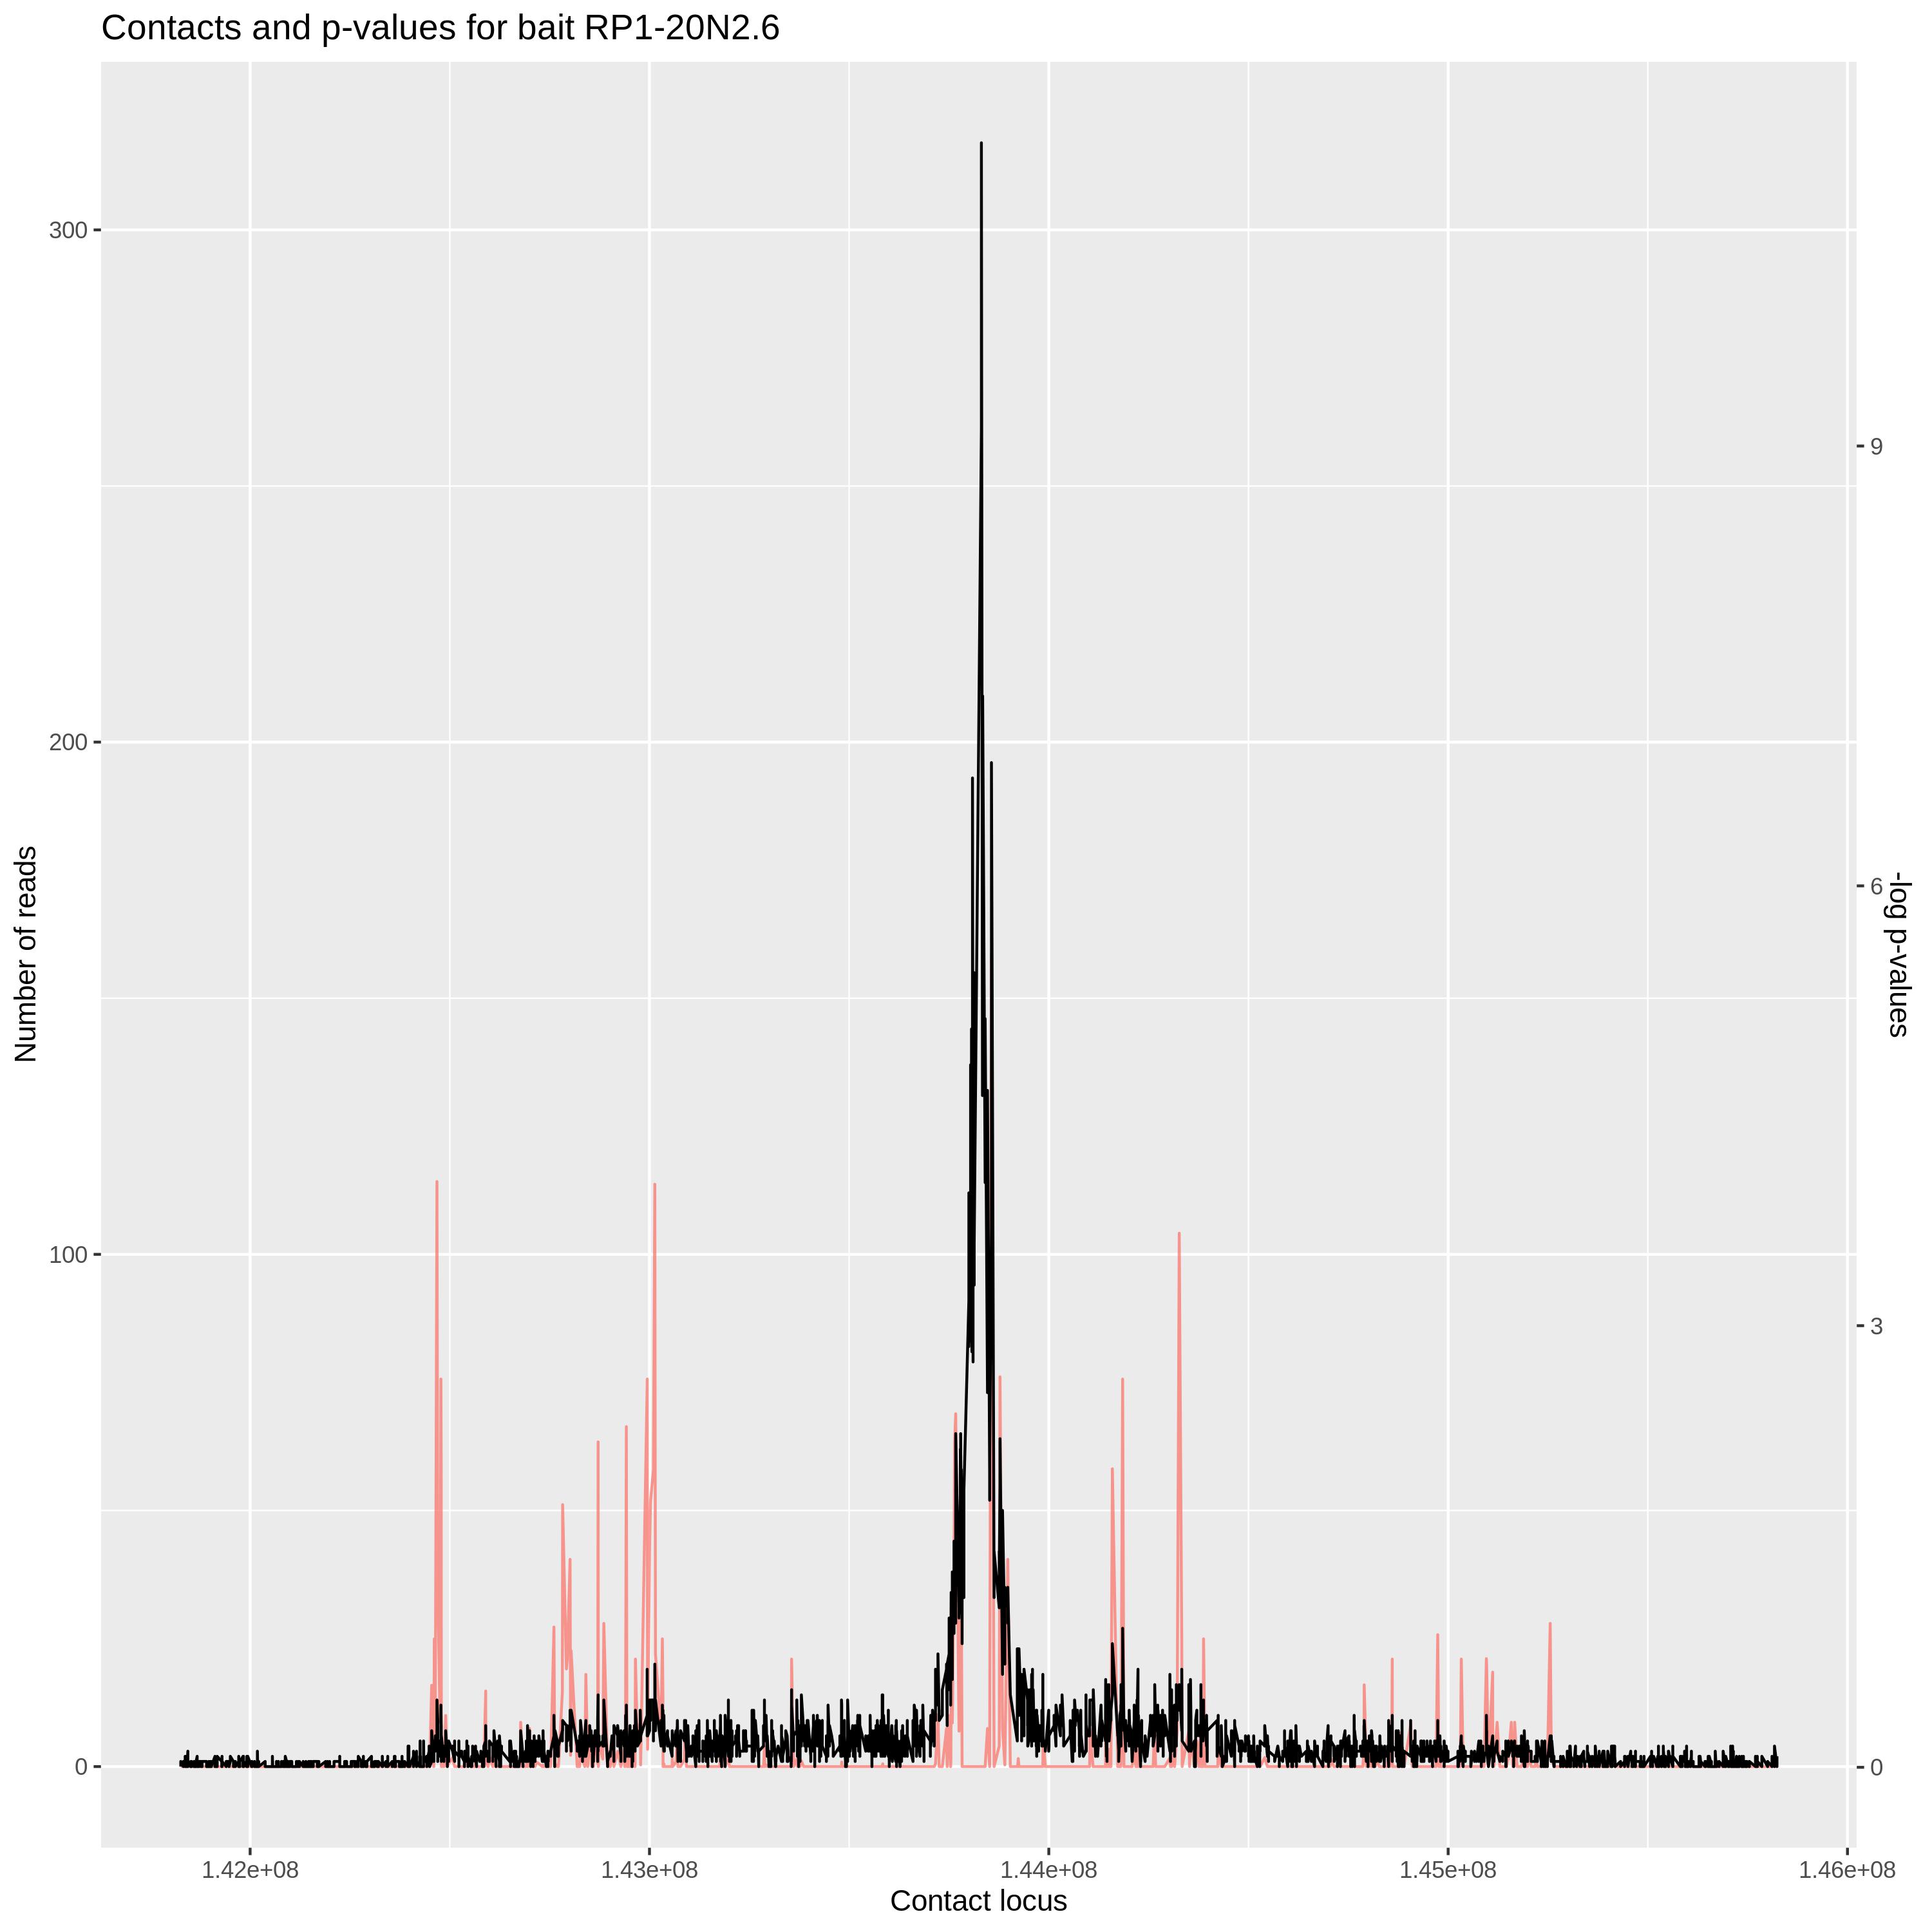 Contacts and p-values for bait RP1-20N2.6
300
200
100
0
Number of reads
9
6
3
0
-log p-values
1.42e+08
1.43e+08
1.44e+08
1.45e+08
1.46e+08
Contact locus